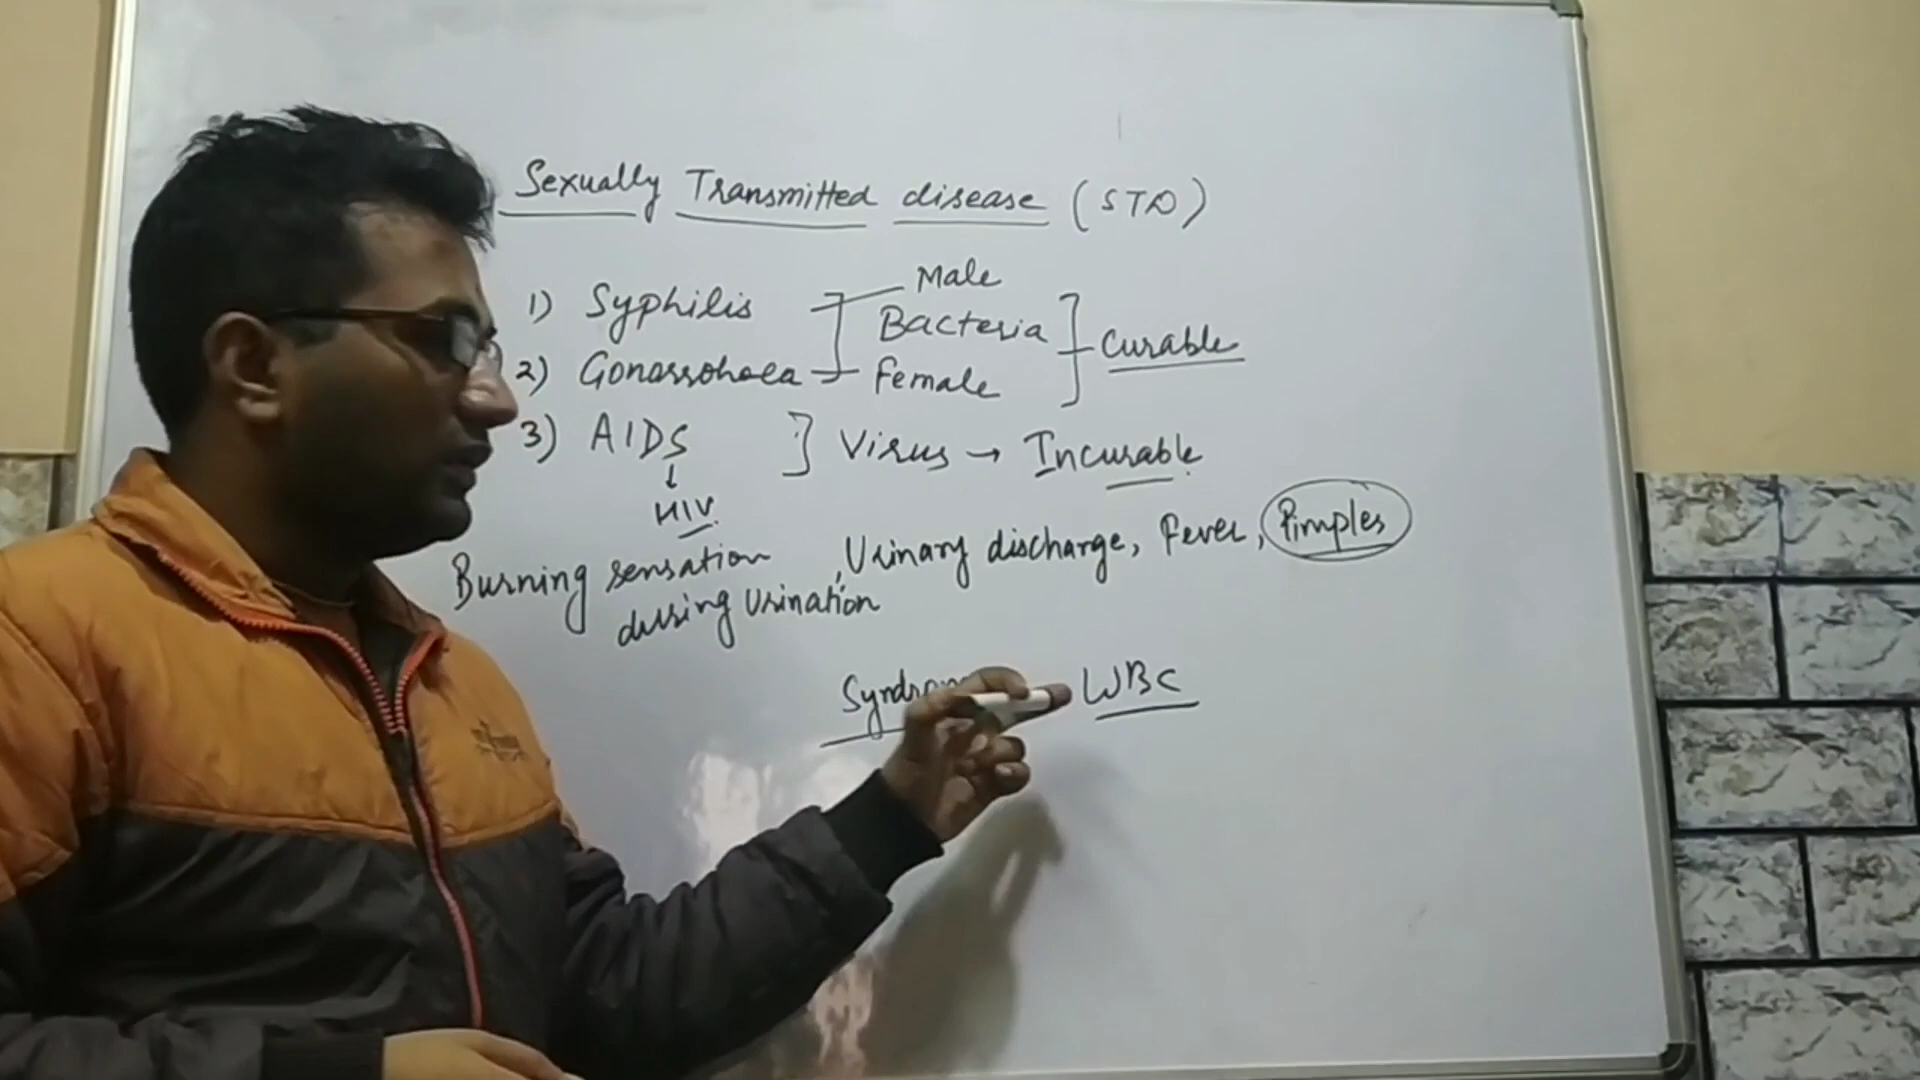 Sexually Transmitted disease (STD)
Male
1) Syphilis
Bacteria
Curable
2) Gonorrohoea
Female
3) AIDS ] Virus → Incurable
↓
HIV
Burning sensation during Urination, Urinary discharge, Fever, Pimples
WBC